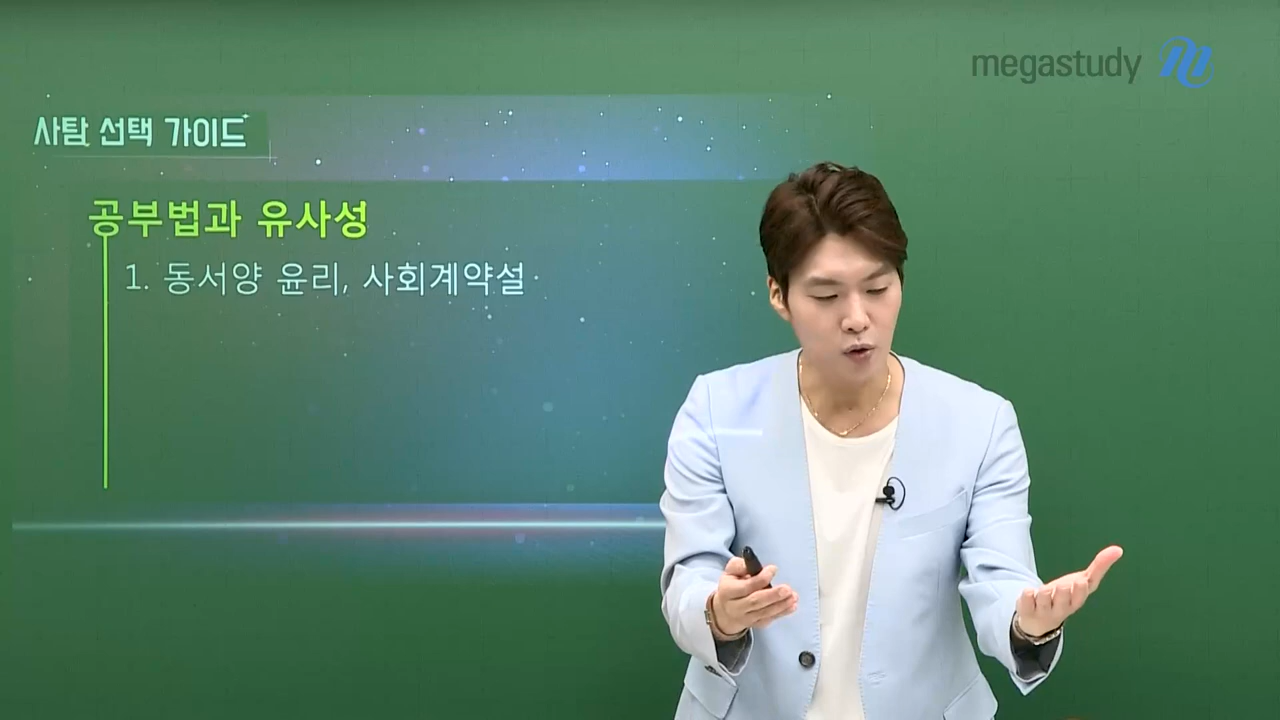 megastudy
사탐 선택 가이드
공부법과 유사성
1. 동서양 윤리, 사회계약설